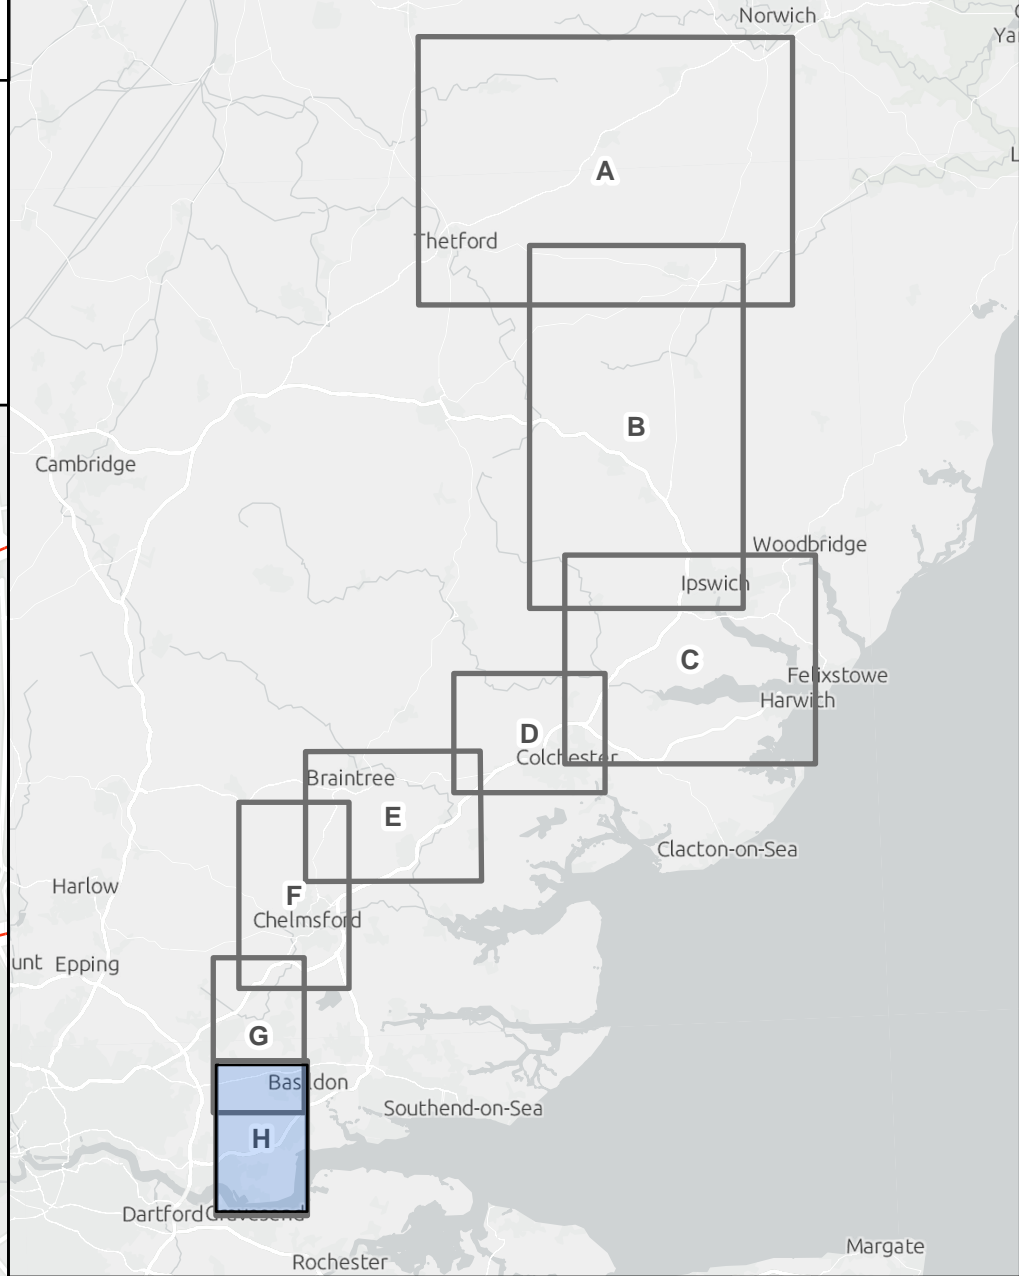 Norwich
A
Thetford
B
Cambridge
Woodbridge
Ipswich
C
Felixstowe
Harwich
D
Colchester
Braintree
E
Clacton-on-Sea
Harlow
F
Chelmsford
unt Epping
G
Basildon
Southend-on-Sea
H
Dartford Gravesend
Margate
Rochester